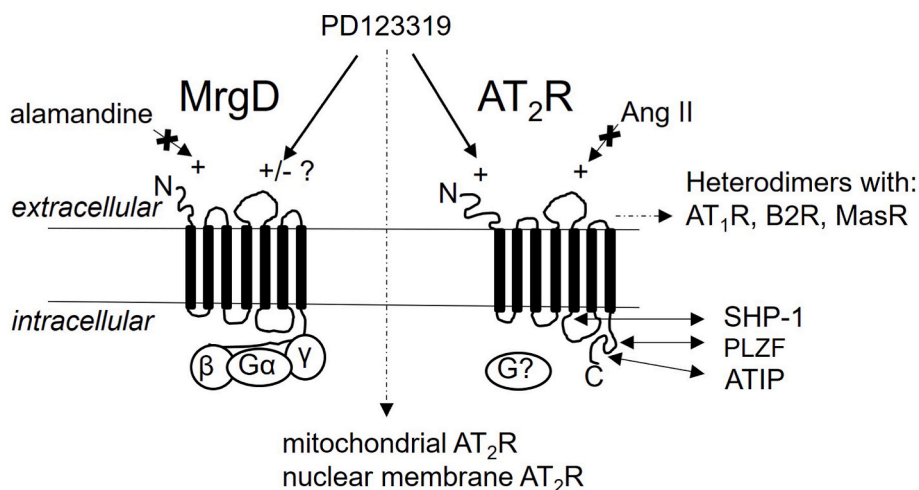 PD123319
MrgD
AT₂R
alamandine
Ang II
+
+/- ?
+
+
N
N
Heterodimers with:
AT₁R, B2R, MasR
extracellular
intracellular
SHP-1
PLZF
ATIP
β
Gα
γ
G?
C
mitochondrial AT₂R
nuclear membrane AT₂R